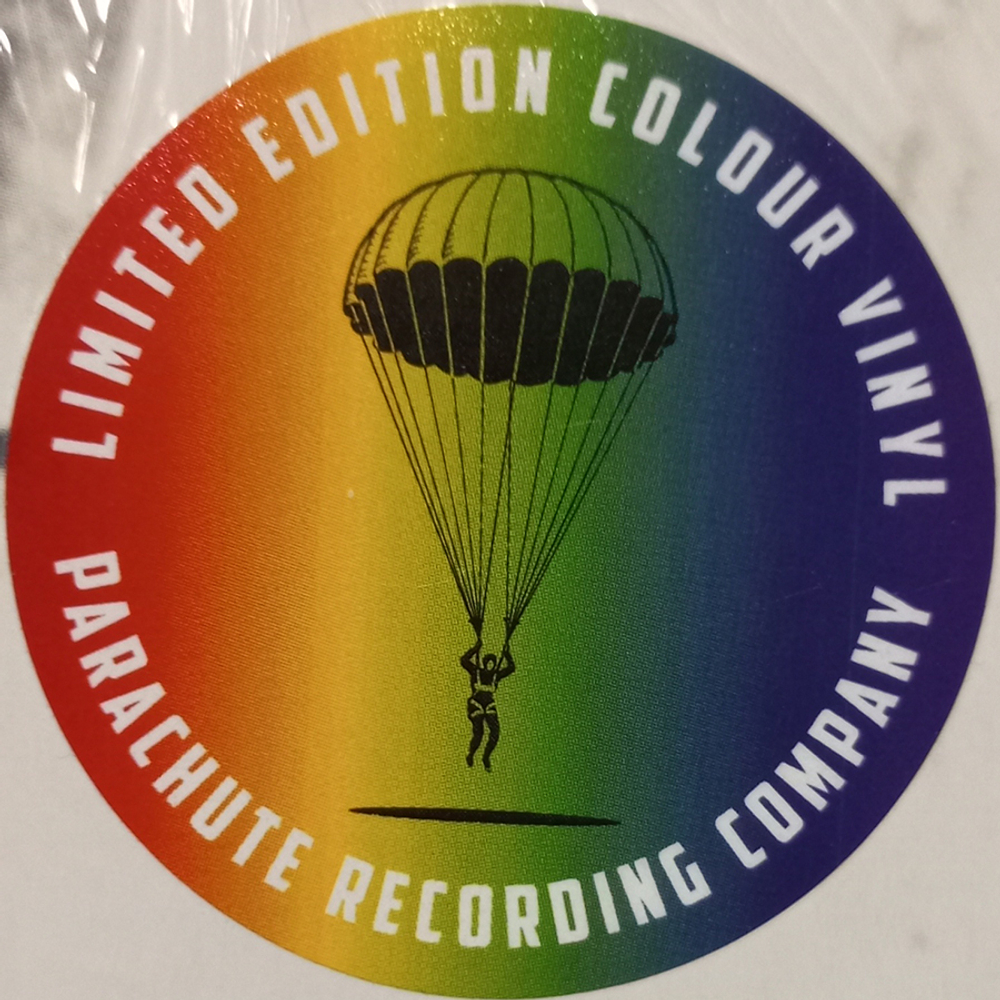 LIMITED EDITION COLOUR VINYL
PARACHUTE RECORDING COMPANY